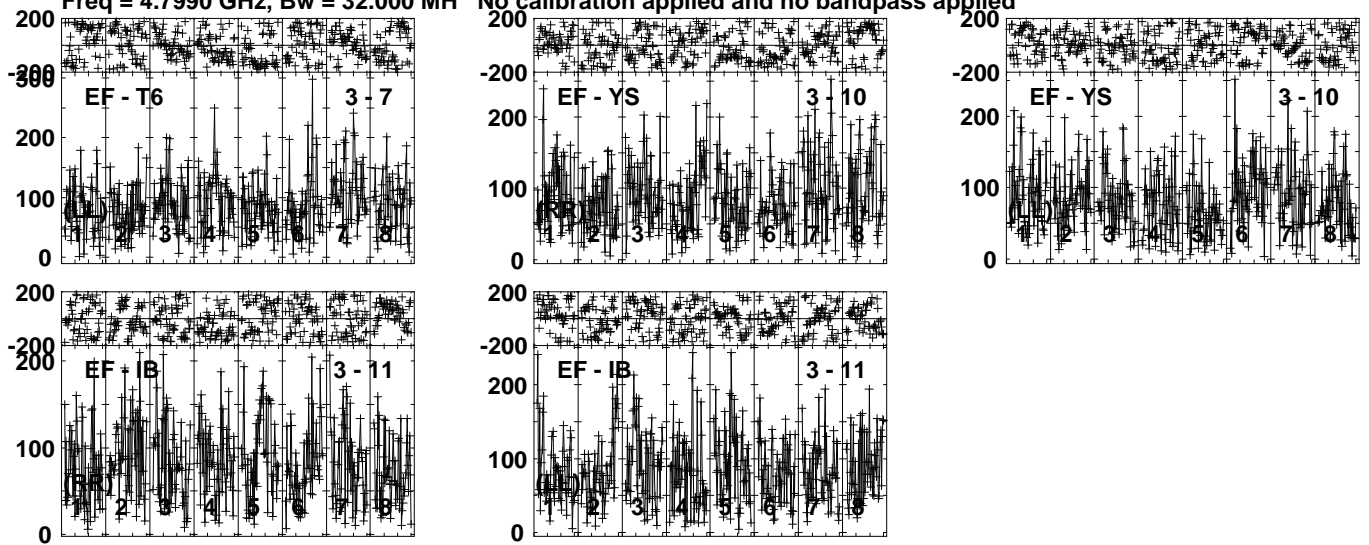 Freq = 4.7990 GHz, Bw = 32.000 MH No calibration applied and no bandpass applied
200
-200
300
EF - T6 3 - 7
200
100
(LL)
0
1 2 3 4 5 6 7 8
200
-200
EF - YS 3 - 10
200
100
(RR)
0
1 2 3 4 5 6 7 8
200
-200
EF - YS 3 - 10
200
100
(LL)
0
1 2 3 4 5 6 7 8
200
-200
200
EF - IB 3 - 11
100
(RR)
0
1 2 3 4 5 6 7 8
200
-200
EF - IB 3 - 11
200
100
(LL)
0
1 2 3 4 5 6 7 8